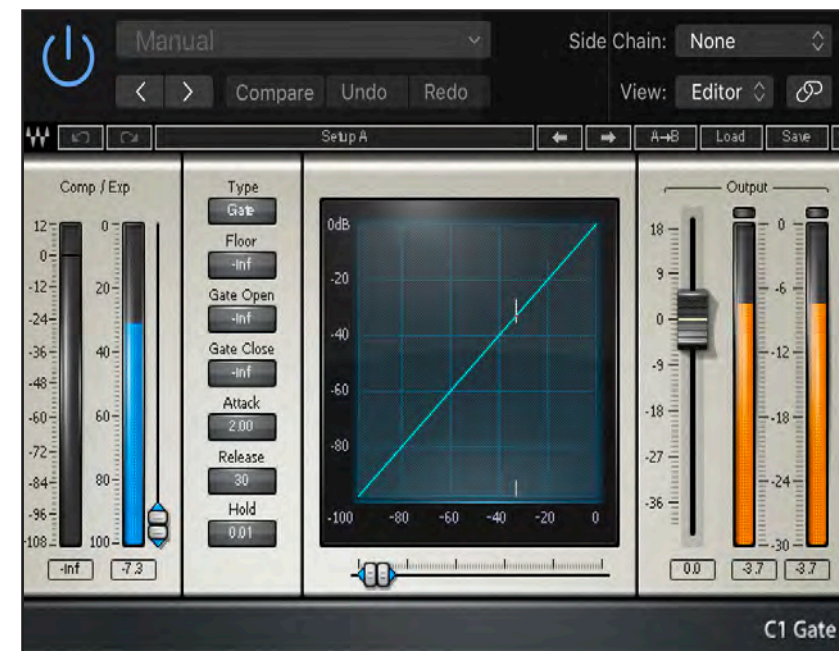 Manual
Side Chain: None
Compare Undo Redo
View: Editor
Setup A
A→B Load Save
Comp / Exp
12
0
-12
-24
-36
-48
-60
-72
-84
-96
-108
0
20
40
60
80
100
-Inf -7.3
Type
Gate
Floor
-Inf
Gate Open
-Inf
Gate Close
-Inf
Attack
2.00
Release
30
Hold
0.01
0dB
-20
-40
-60
-80
-100 -80 -60 -40 -20 0
Output
18
9
0
-9
-18
-27
-36
0
-6
-12
-18
-24
-30
0.0 -3.7 -3.7
C1 Gate